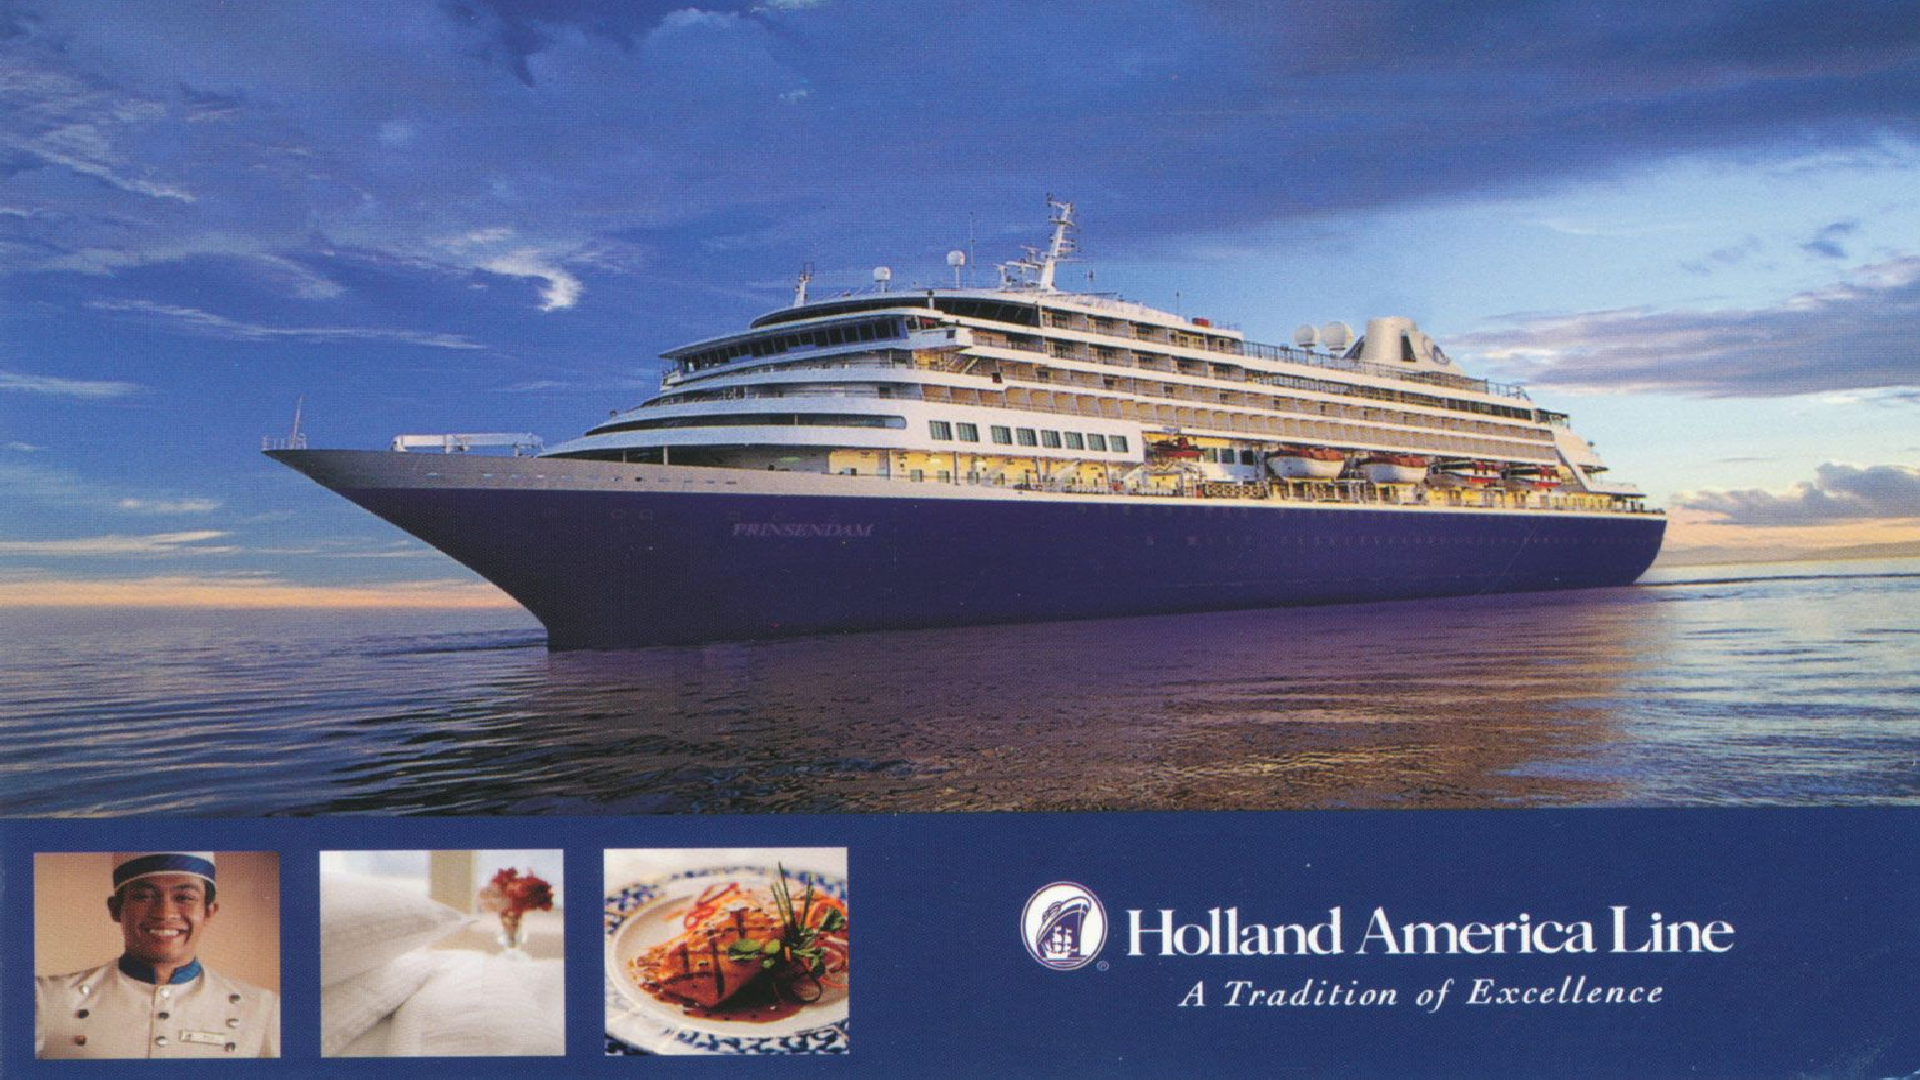 PRINSENDAM
Holland America Line
A Tradition of Excellence